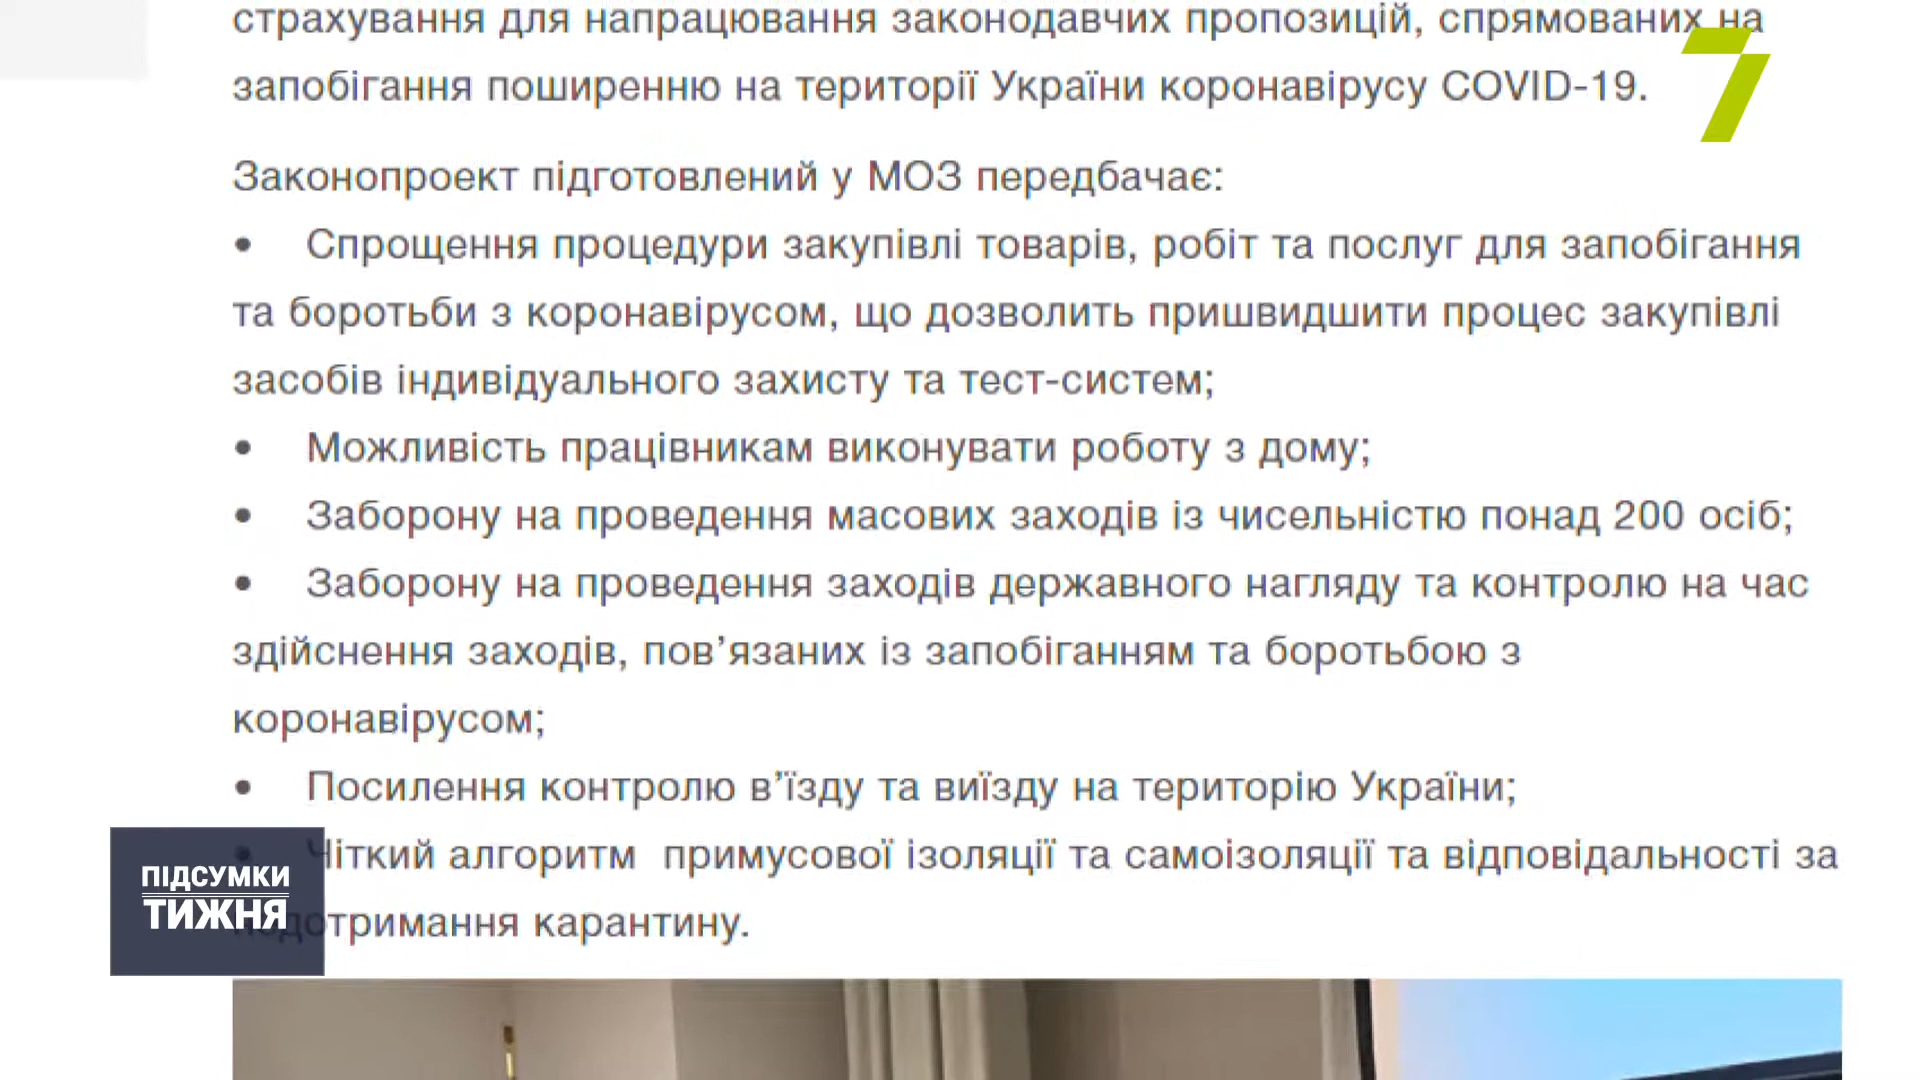 страхування для напрацювання законодавчих пропозицій, спрямованих на
запобігання поширенню на території України коронавірусу COVID-19.
7
Законопроект підготовлений у МОЗ передбачає:
• Спрощення процедури закупівлі товарів, робіт та послуг для запобігання
та боротьби з коронавірусом, що дозволить пришвидшити процес закупівлі
засобів індивідуального захисту та тест-систем;
• Можливість працівникам виконувати роботу з дому;
• Заборону на проведення масових заходів із чисельністю понад 200 осіб;
• Заборону на проведення заходів державного нагляду та контролю на час
здійснення заходів, пов’язаних із запобіганням та боротьбою з
коронавірусом;
• Посилення контролю в’їзду та виїзду на територію України;
• Чіткий алгоритм примусової ізоляції та самоізоляції та відповідальності за
недотримання карантину.
ПІДСУМКИ
ТИЖНЯ